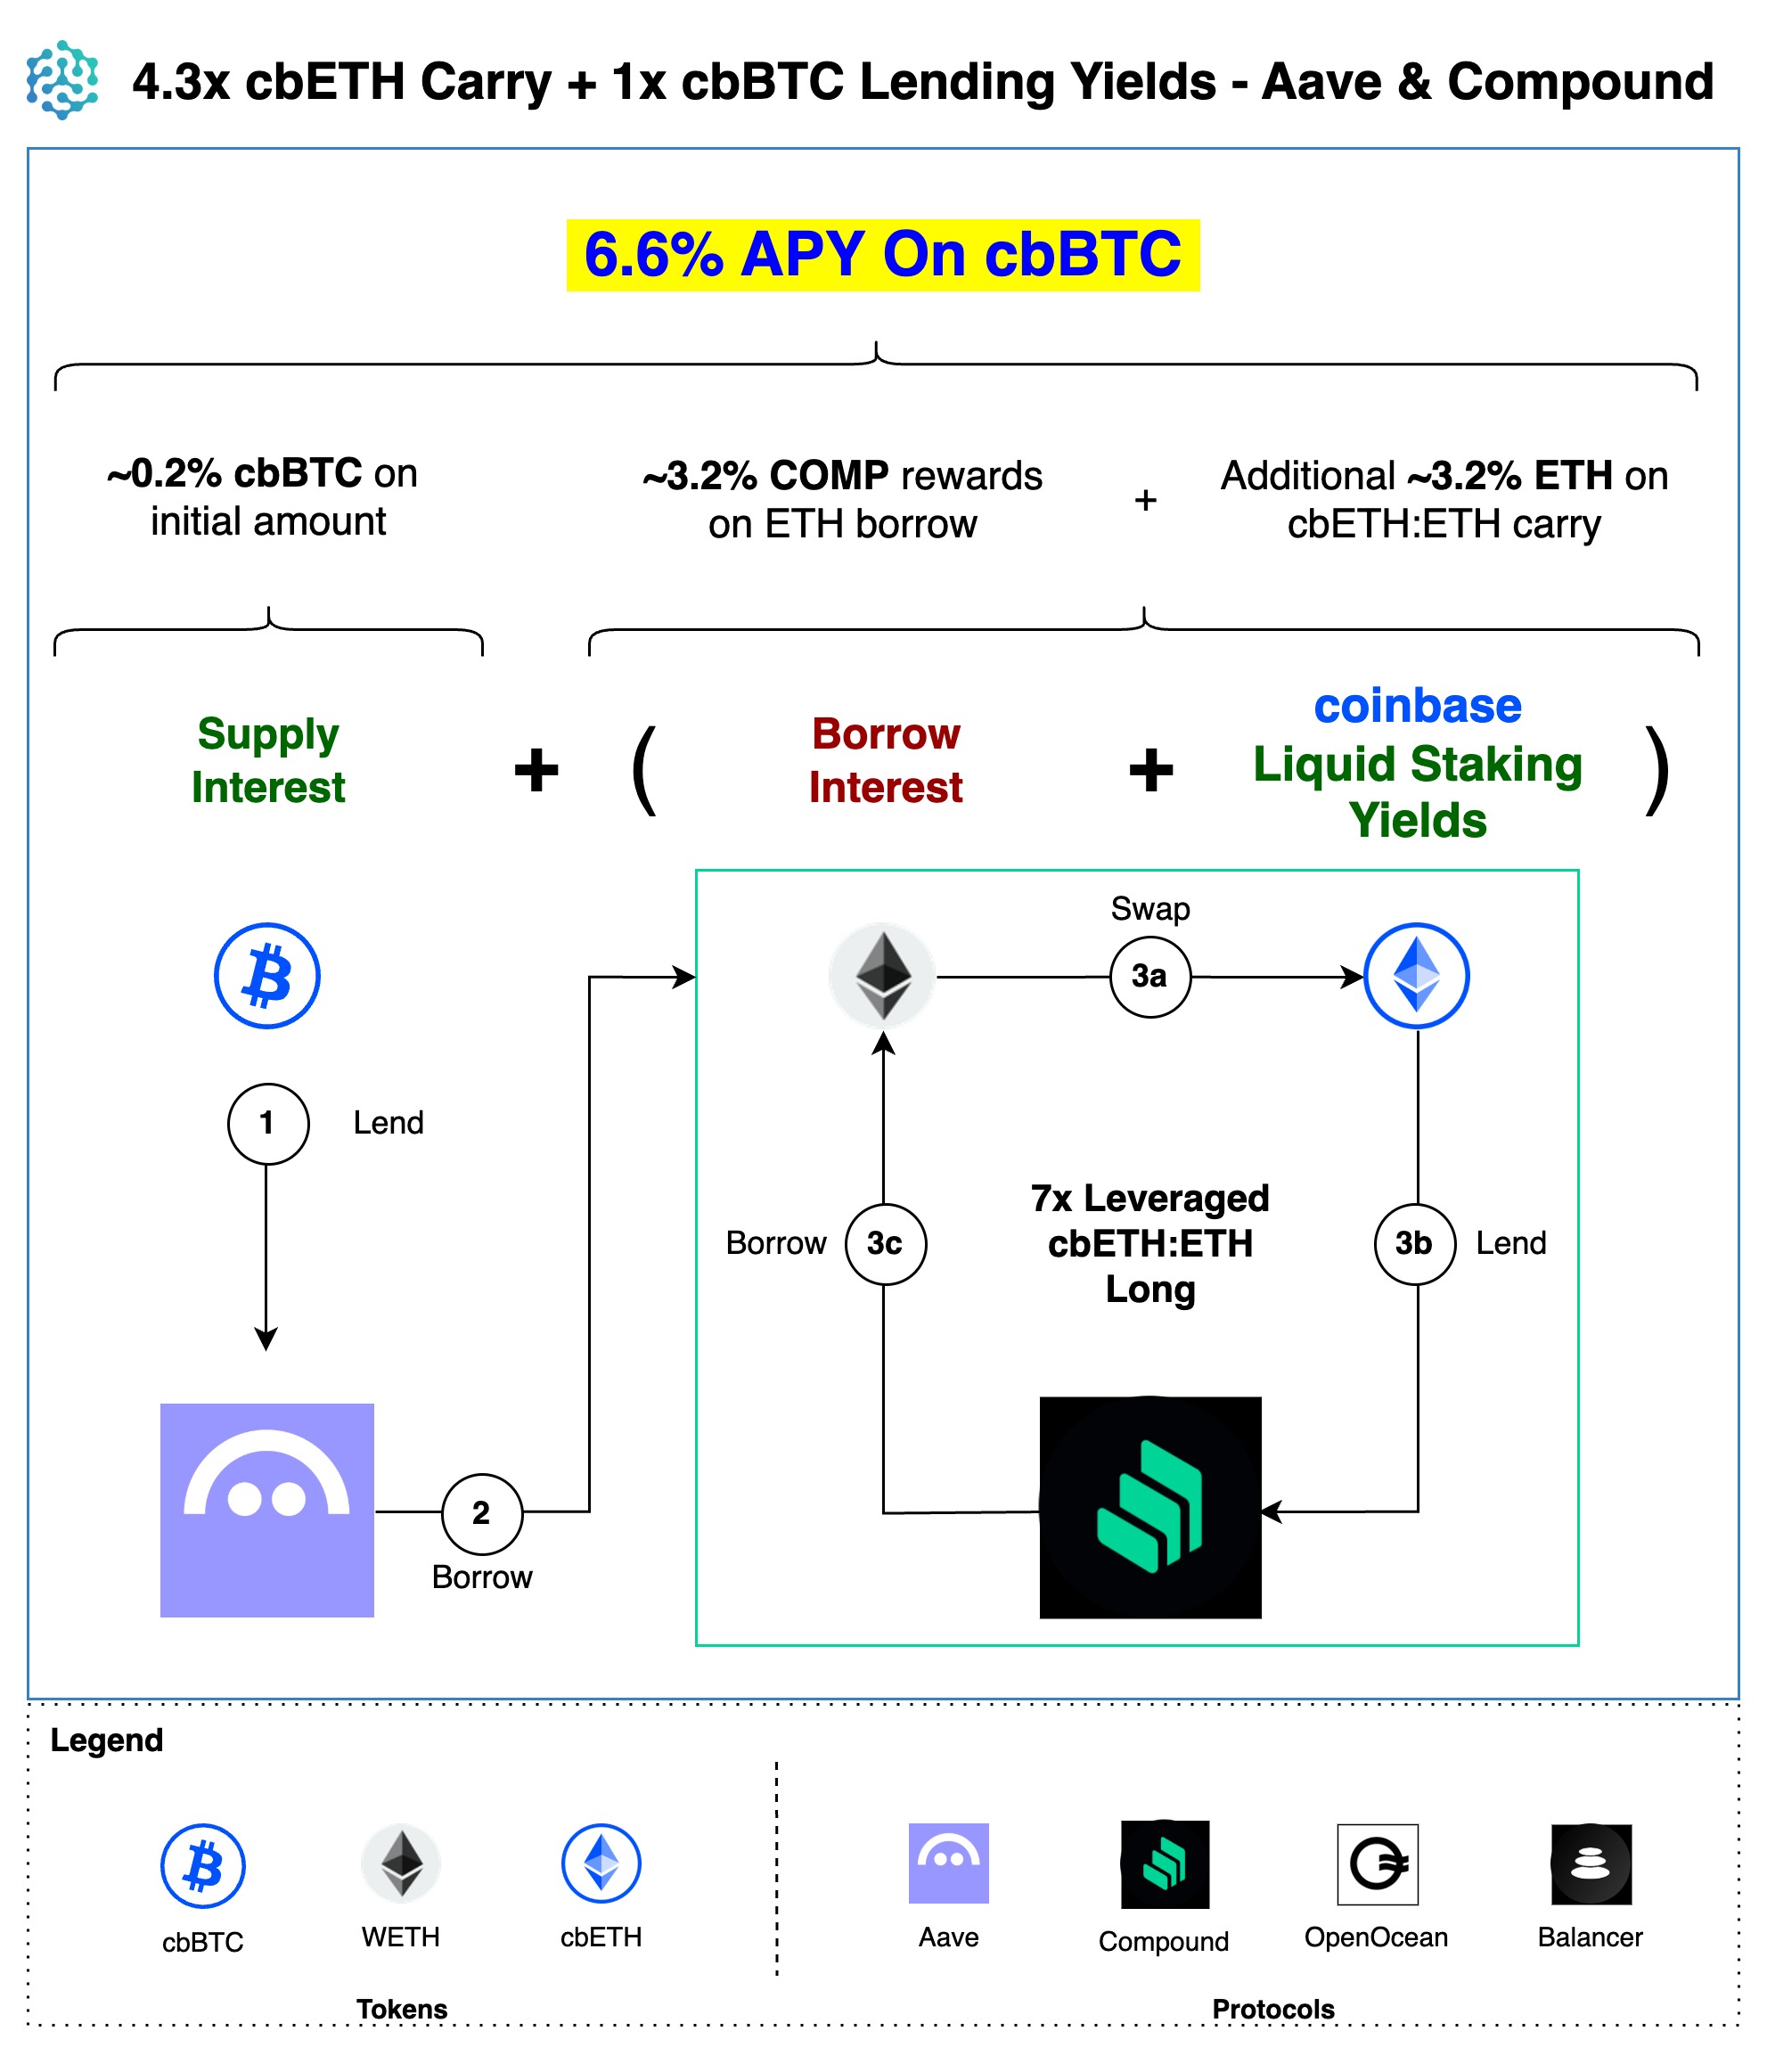 4.3x cbETH Carry + 1x cbBTC Lending Yields - Aave & Compound
6.6% APY On cbBTC
~0.2% cbBTC on
initial amount
~3.2% COMP rewards
on ETH borrow
+
Additional ~3.2% ETH on
cbETH:ETH carry
Supply
Interest
+
(
Borrow
Interest
+
coinbase
Liquid Staking
Yields
)
Swap
3a
1
Lend
7x Leveraged
cbETH:ETH
Long
Borrow
3c
3b
Lend
2
Borrow
Legend
cbBTC
WETH
cbETH
Aave
Compound
OpenOcean
Balancer
Tokens
Protocols